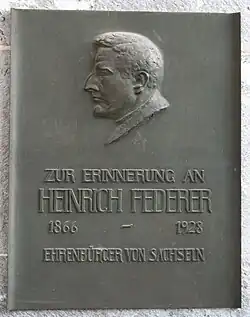 ZUR ERINNERUNG AN
HEINRICH FEDERER
1866 – 1928
EHRENBÜRGER VON SACHSELN